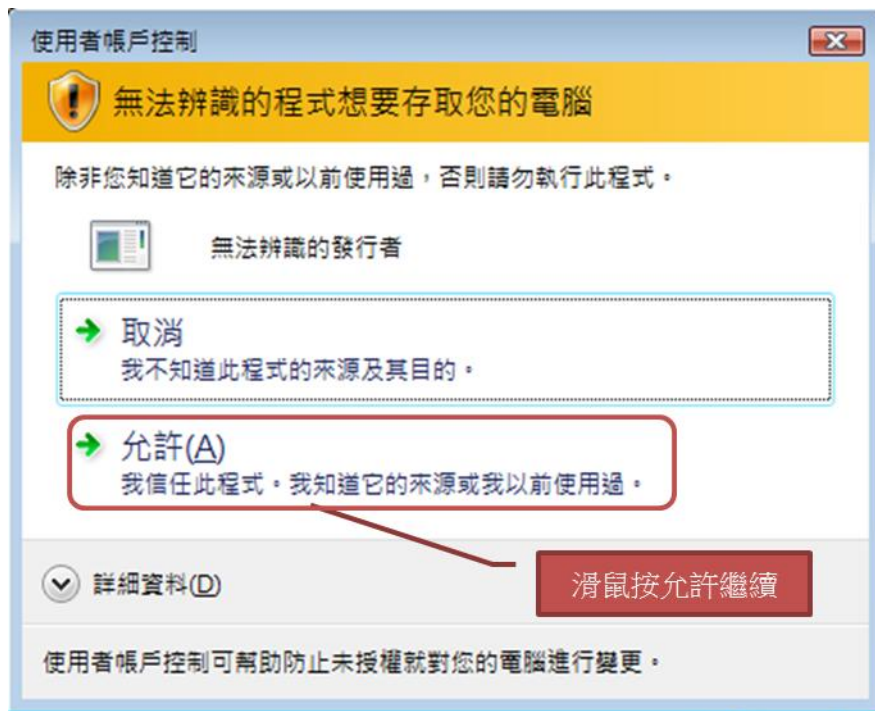 使用者帳戶控制
無法辨識的程式想要存取您的電腦
除非您知道它的來源或以前使用過，否則請勿執行此程式。
無法辨識的發行者
取消
我不知道此程式的來源及其目的。
允許(A)
我信任此程式。我知道它的來源或我以前使用過。
詳細資料(D)
滑鼠按允許繼續
使用者帳戶控制可幫助防止未授權就對您的電腦進行變更。